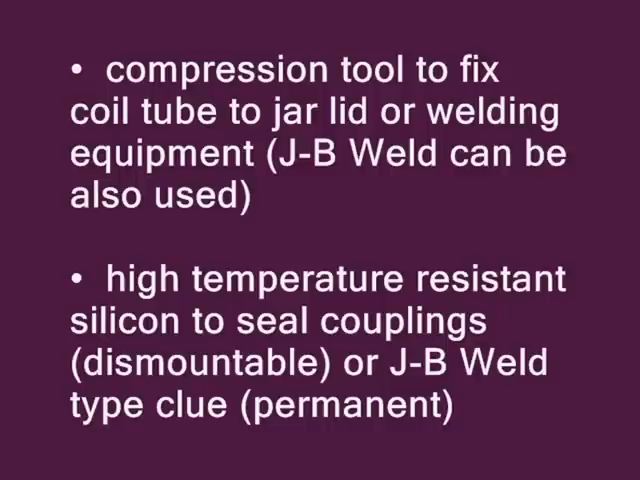 • compression tool to fix
coil tube to jar lid or welding
equipment (J-B Weld can be
also used)
• high temperature resistant
silicon to seal couplings
(dismountable) or J-B Weld
type clue (permanent)